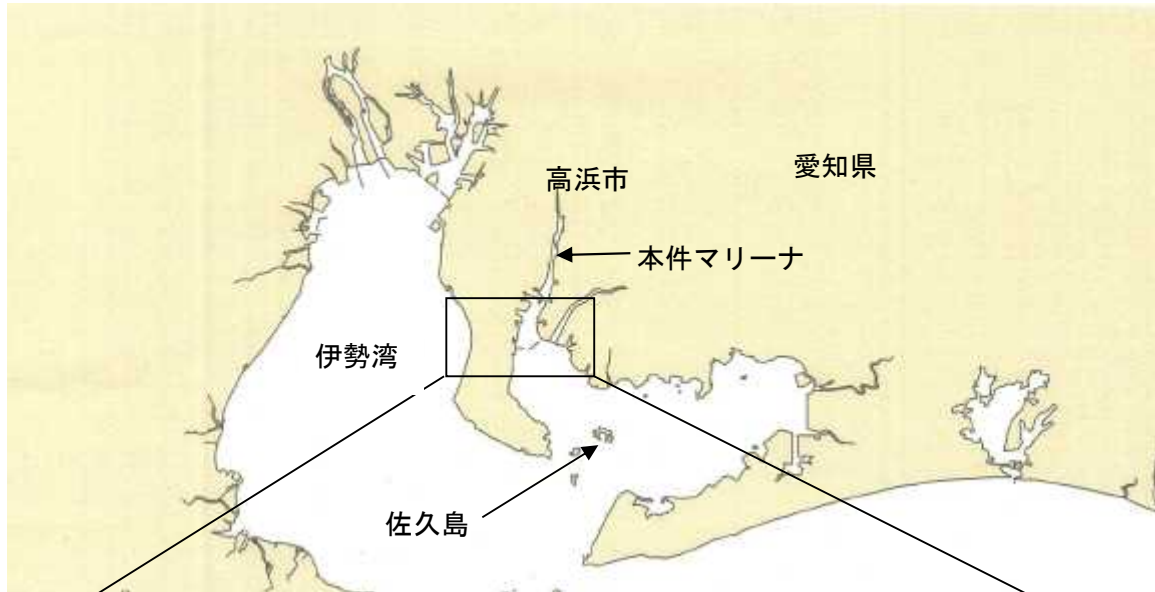 高浜市
愛知県
本件マリーナ
伊勢湾
佐久島